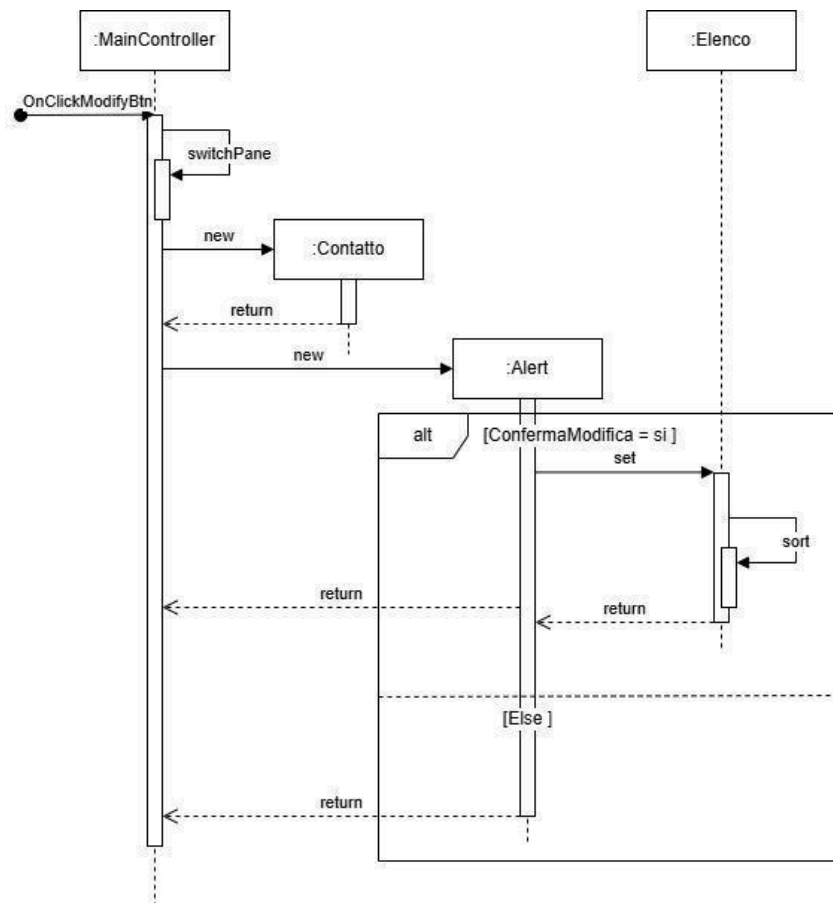 :MainController
:Elenco
OnClickModifyBtn
switchPane
new
:Contatto
return
new
:Alert
alt
[ConfermaModifica = si ]
set
sort
return
return
[Else ]
return